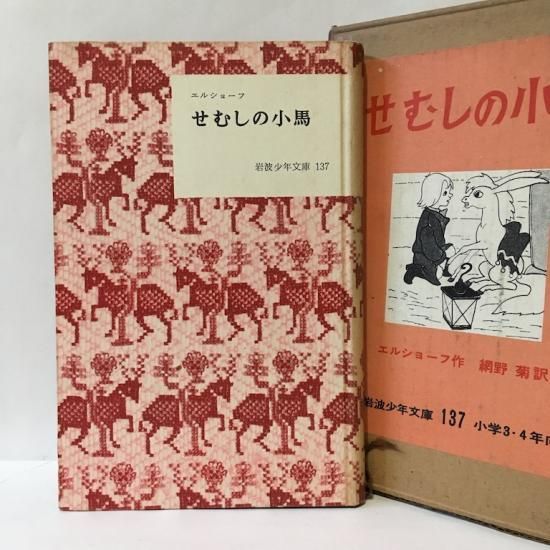 エルショーフ
せむしの小馬
岩波少年文庫 137
せむしの小
エルショーフ作 網野 菊訳
岩波少年文庫 137 小学3・4年向